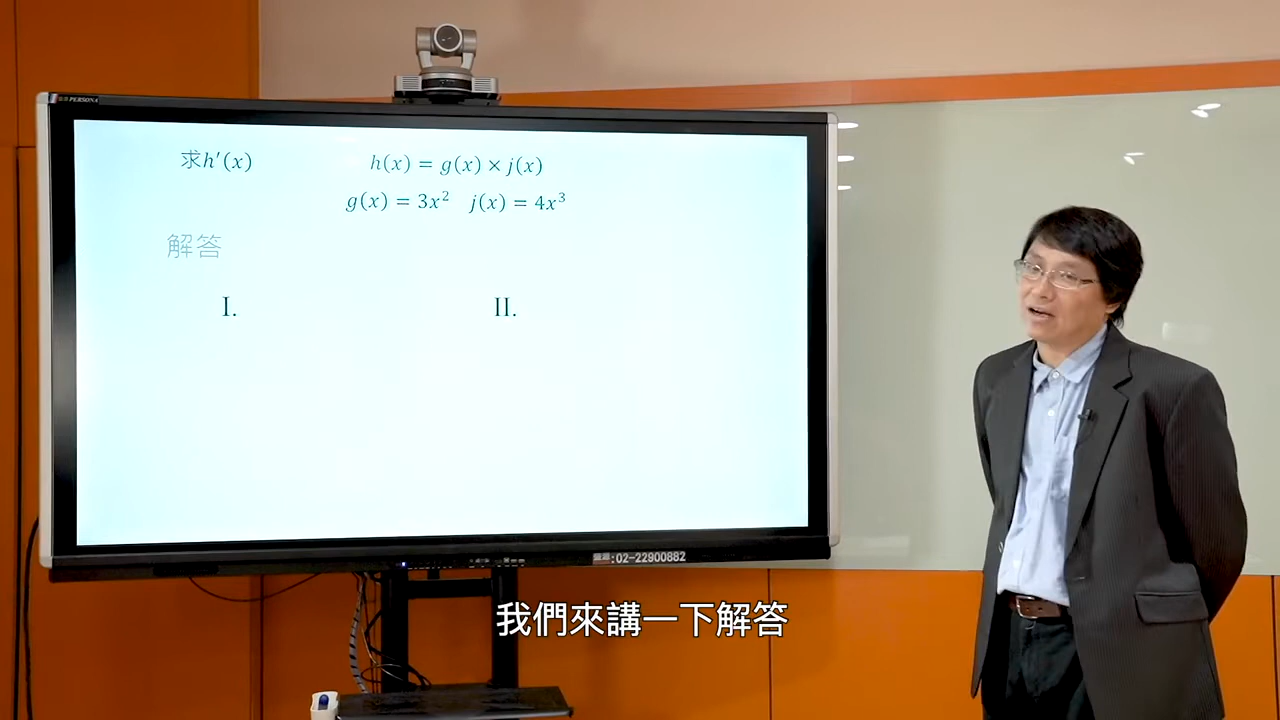 PERSONA
求h′(x)
h(x) = g(x) × j(x)
g(x) = 3x² j(x) = 4x³
解答
I.
II.
:02-22900882
我們來講一下解答